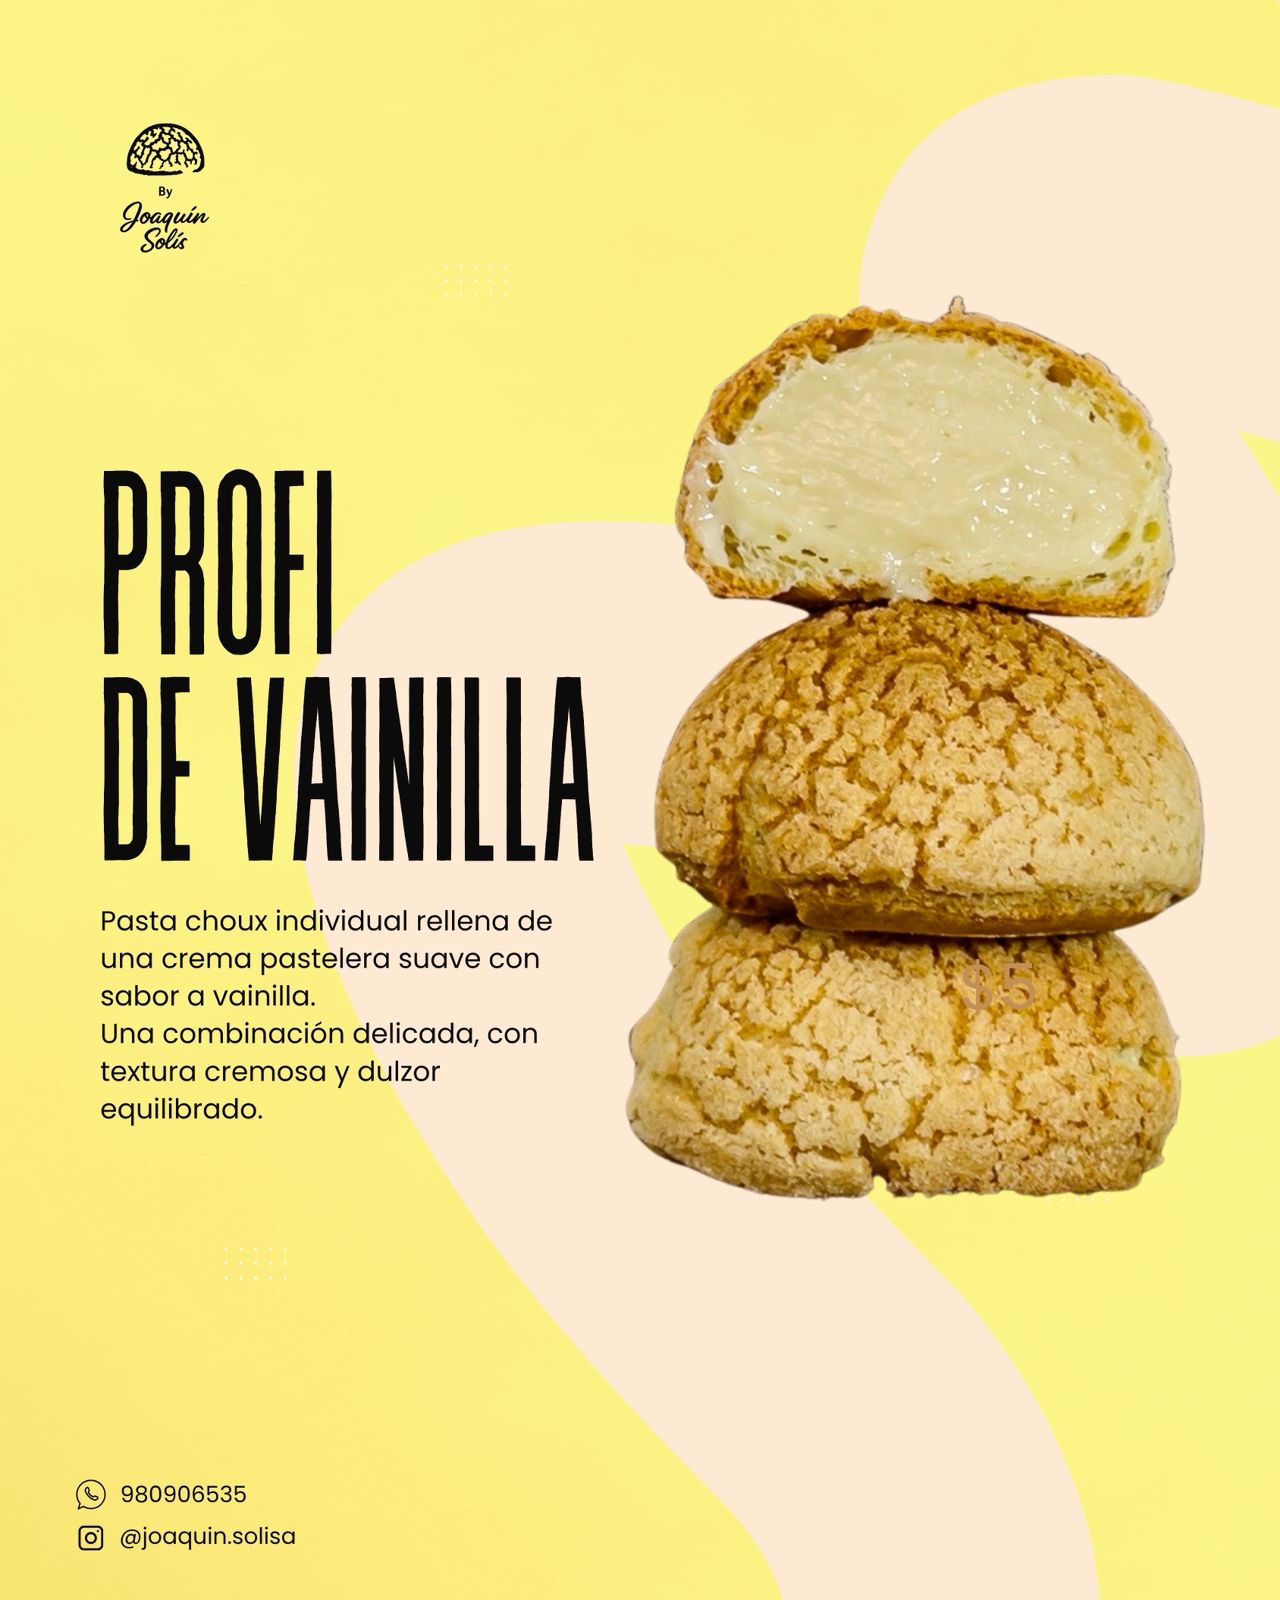 By
Joaquín
Solís
PROFI
DE VAINILLA
Pasta choux individual rellena de
una crema pastelera suave con
sabor a vainilla.
Una combinación delicada, con
textura cremosa y dulzor
equilibrado.
$5
980906535
@joaquin.solisa